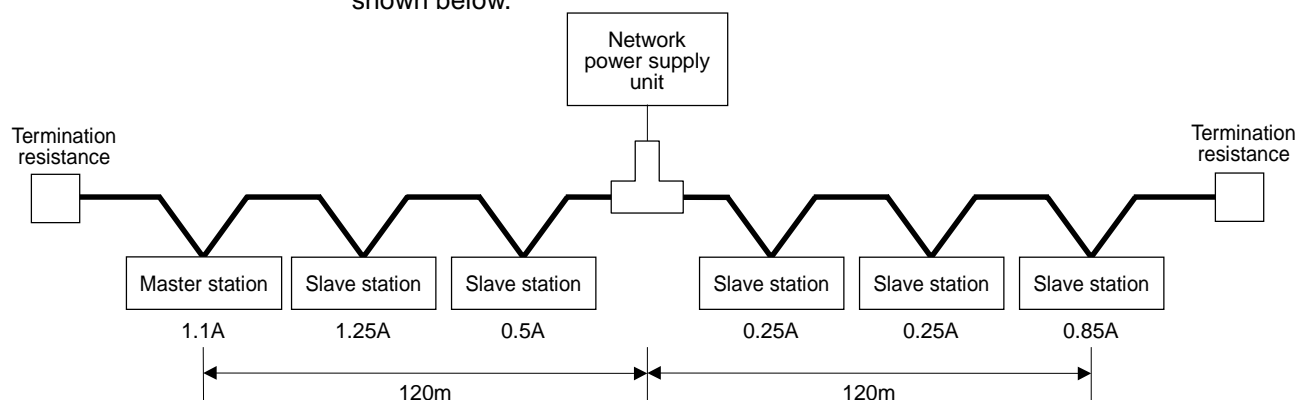 shown below.
Network
power supply
unit
Termination
resistance
Termination
resistance
Master station
Slave station
Slave station
Slave station
Slave station
Slave station
1.1A
1.25A
0.5A
0.25A
0.25A
0.85A
120m
120m